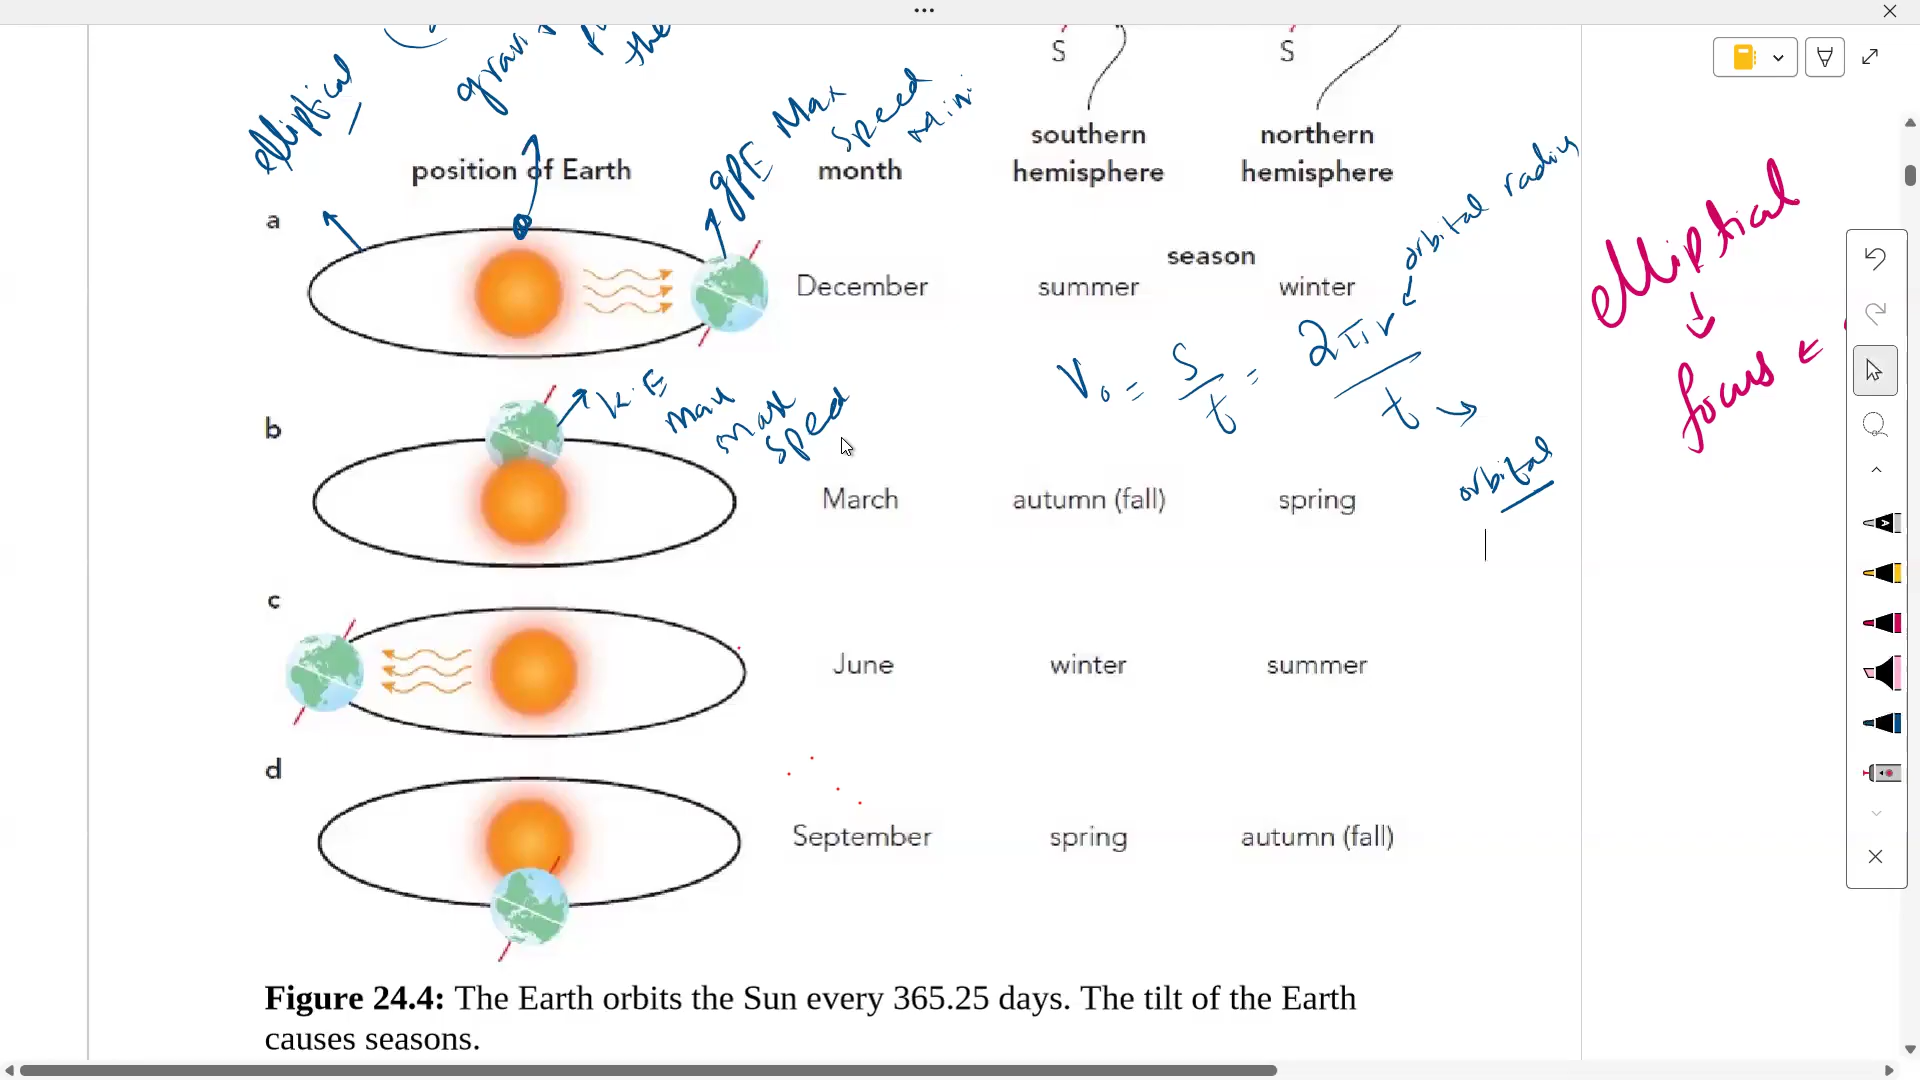 S S
the
elliptical
GPE Max
speed
min
southern northern
position of Earth month hemisphere hemisphere
orbital radius
elliptical
↓
focus
a
season
December summer winter
V₀ = s/t = 2πr/t
orbital
K.E
max
max
speed
b
March autumn (fall) spring
c
June winter summer
d
September spring autumn (fall)
Figure 24.4: The Earth orbits the Sun every 365.25 days. The tilt of the Earth
causes seasons.